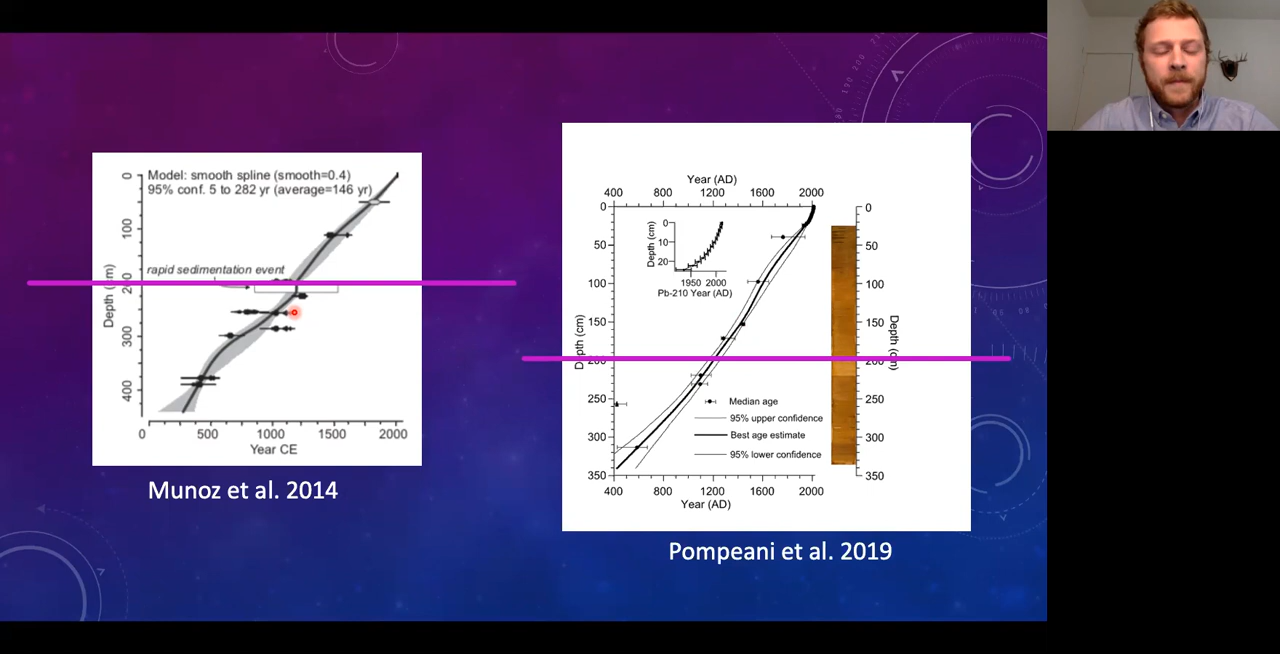 Model: smooth spline (smooth=0.4)
95% conf. 5 to 282 yr (average=146 yr)
0
100
200
300
400
Depth (cm)
rapid sedimentation event
0 500 1000 1500 2000
Year CE
Munoz et al. 2014
Year (AD)
400 800 1200 1600 2000
0
50
100
150
200
250
300
350
Depth (cm)
0
10
20
Depth (cm)
1950 2000
Pb-210 Year (AD)
Median age
95% upper confidence
Best age estimate
95% lower confidence
400 800 1200 1600 2000
Year (AD)
0
50
100
150
200
250
300
350
Depth (cm)
Pompeani et al. 2019